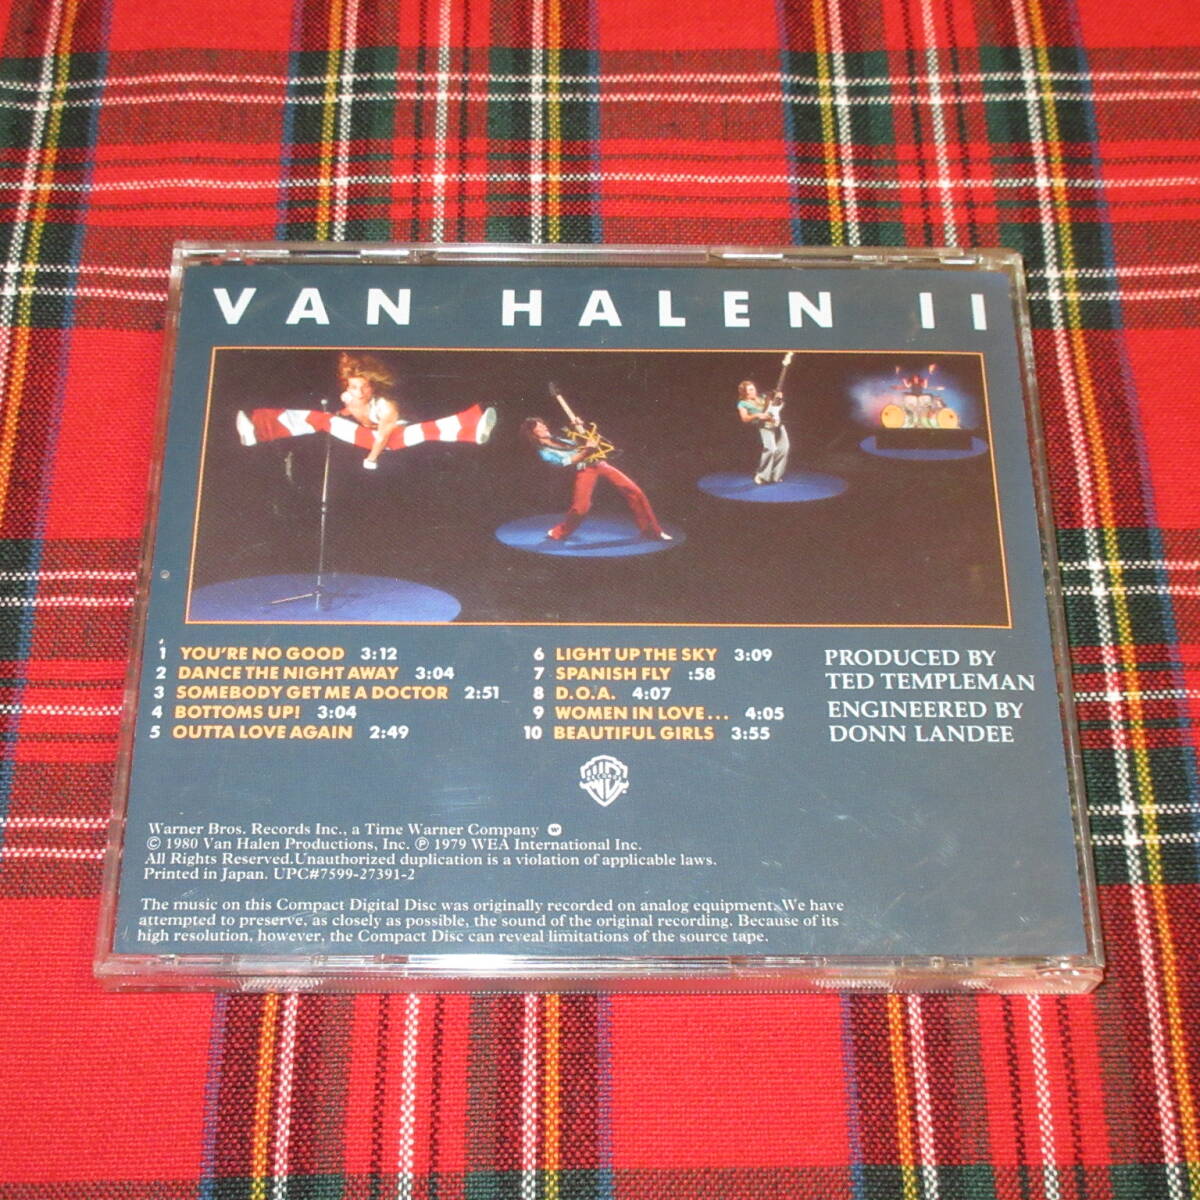 VAN HALEN II
1 YOU'RE NO GOOD 3:12
2 DANCE THE NIGHT AWAY 3:04
3 SOMEBODY GET ME A DOCTOR 2:51
4 BOTTOMS UP! 3:04
5 OUTTA LOVE AGAIN 2:49
6 LIGHT UP THE SKY 3:09
7 SPANISH FLY :58
8 D.O.A. 4:07
9 WOMEN IN LOVE... 4:05
10 BEAUTIFUL GIRLS 3:55
PRODUCED BY
TED TEMPLEMAN
ENGINEERED BY
DONN LANDEE
RECORDS
Warner Bros. Records Inc., a Time Warner Company
© 1980 Van Halen Productions, Inc. ℗ 1979 WEA International Inc.
All Rights Reserved.Unauthorized duplication is a violation of applicable laws.
Printed in Japan. UPC#7599-27391-2
The music on this Compact Digital Disc was originally recorded on analog equipment. We have
attempted to preserve, as closely as possible, the sound of the original recording. Because of its
high resolution, however, the Compact Disc can reveal limitations of the source tape.